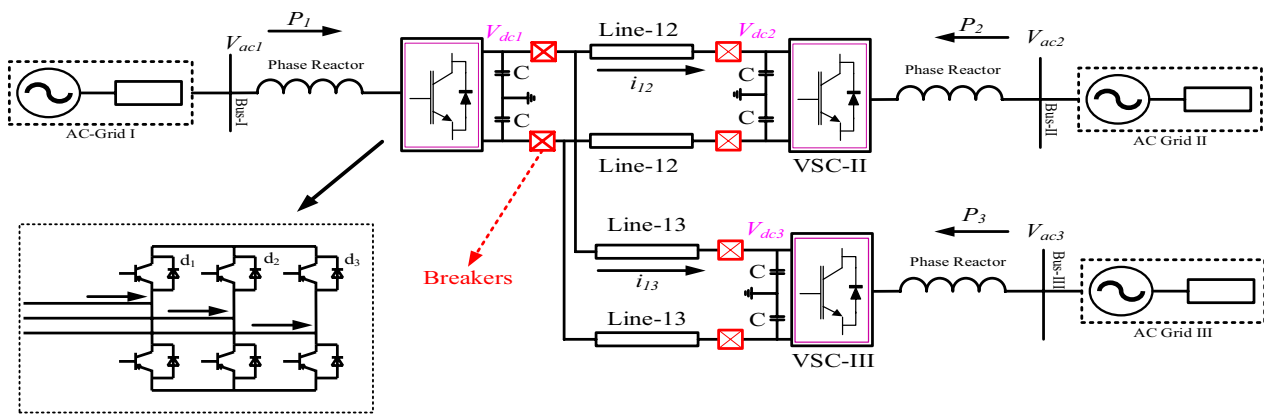 P1
Vac1
Phase Reactor
Bus-I
AC-Grid I
Vdc1
C
C
Line-12
i12
Line-12
Vdc2
C
C
VSC-II
P2
Vac2
Phase Reactor
Bus-II
AC Grid II
Breakers
Line-13
i13
Line-13
Vdc3
C
C
VSC-III
P3
Vac3
Phase Reactor
Bus-III
AC Grid III
d1
d2
d3